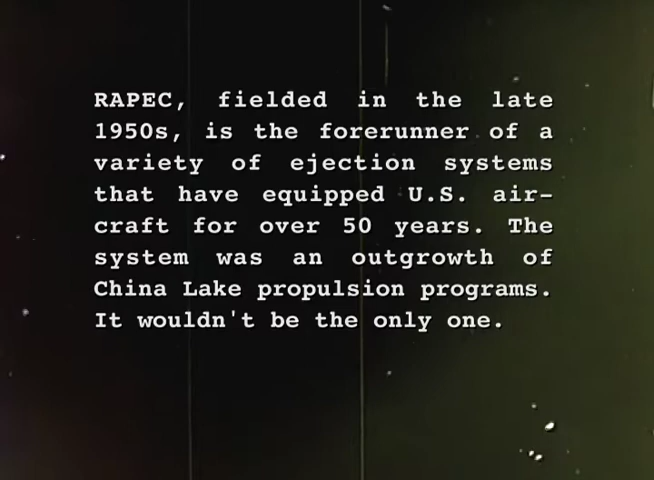 RAPEC, fielded in the late
1950s, is the forerunner of a
variety of ejection systems
that have equipped U.S. air-
craft for over 50 years. The
system was an outgrowth of
China Lake propulsion programs.
It wouldn't be the only one.